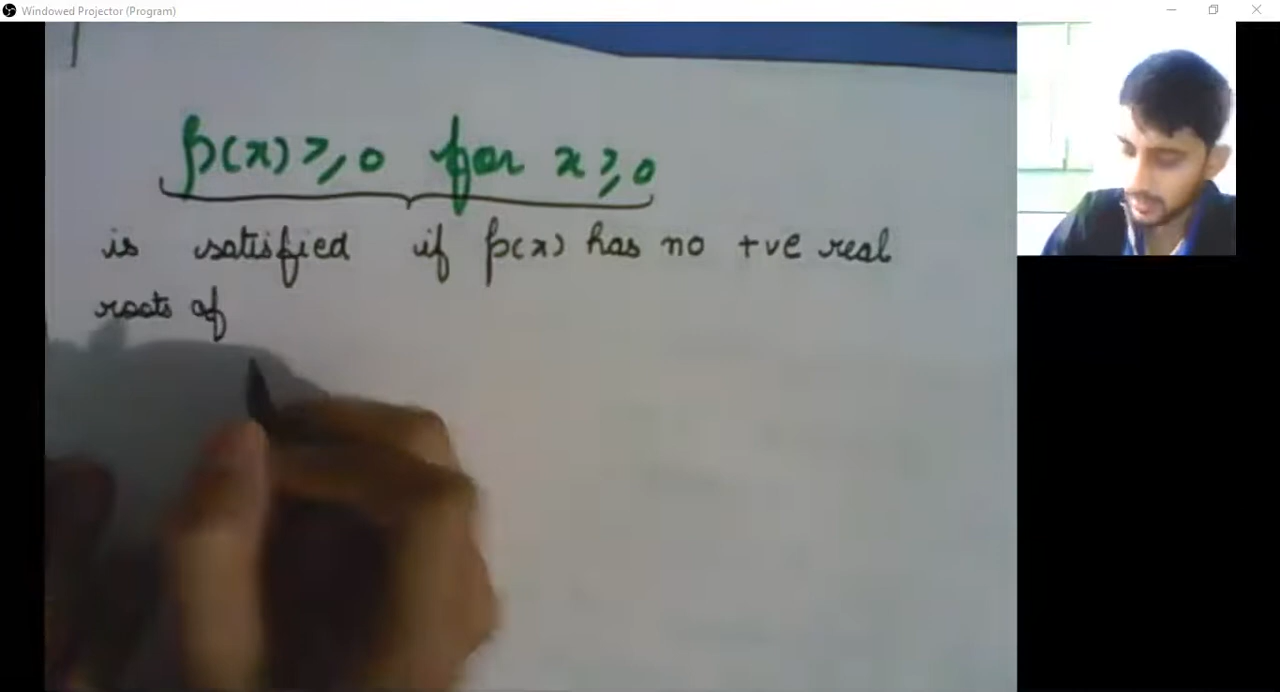 Windowed Projector (Program)
p(x) ≥ 0 for x ≥ 0
is satisfied if p(x) has no +ve real
roots of